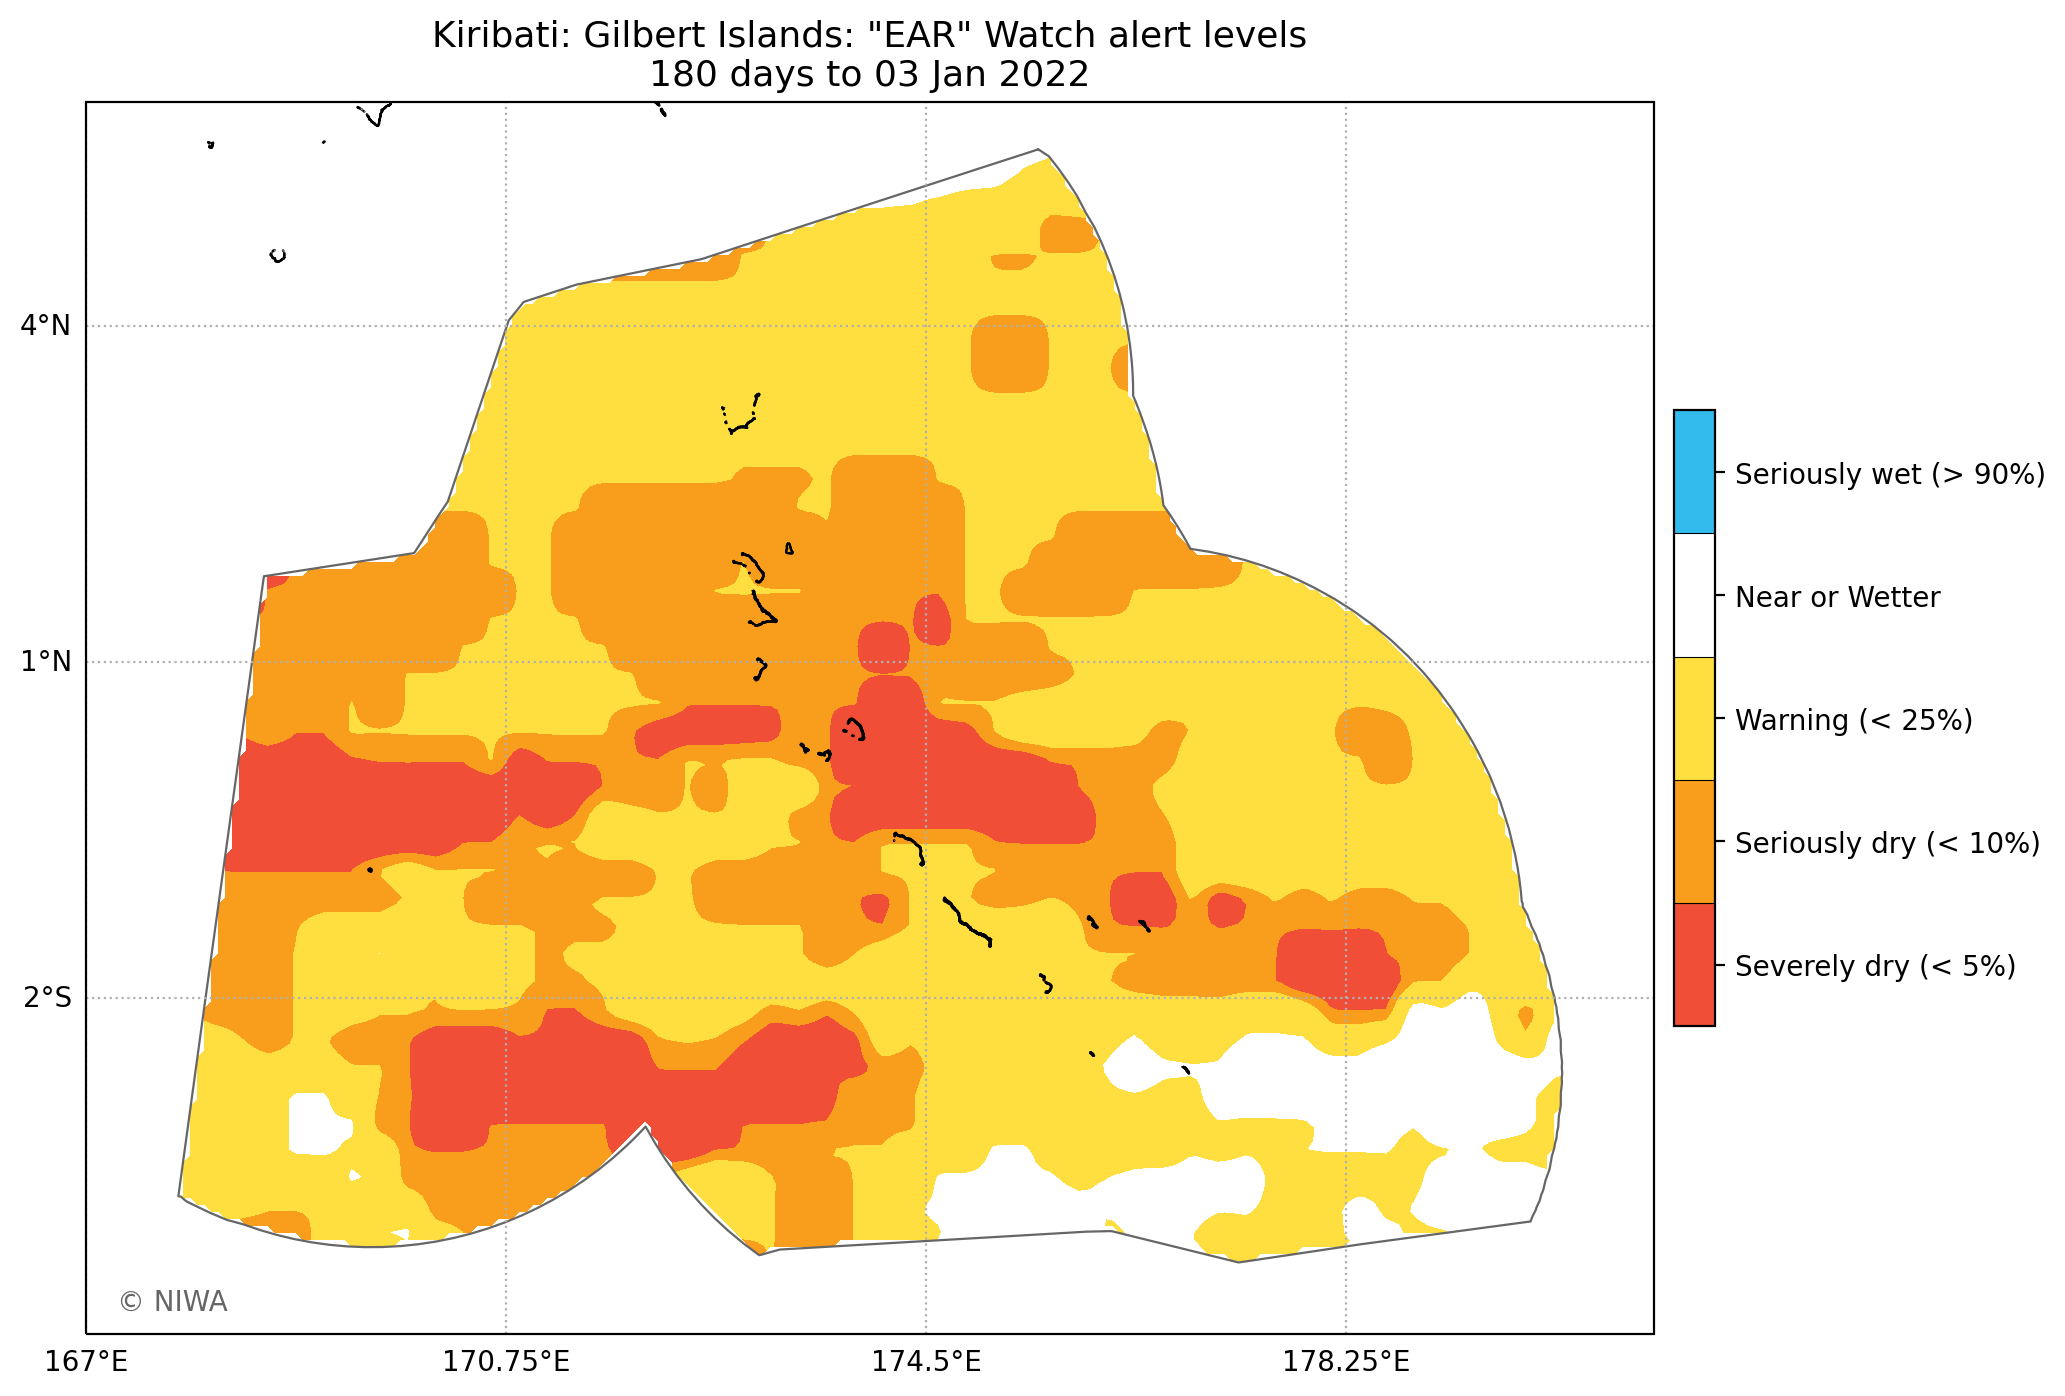 Kiribati: Gilbert Islands: "EAR" Watch alert levels
180 days to 03 Jan 2022
4°N
1°N
2°S
167°E
170.75°E
174.5°E
178.25°E
Seriously wet (> 90%)
Near or Wetter
Warning (< 25%)
Seriously dry (< 10%)
Severely dry (< 5%)
© NIWA